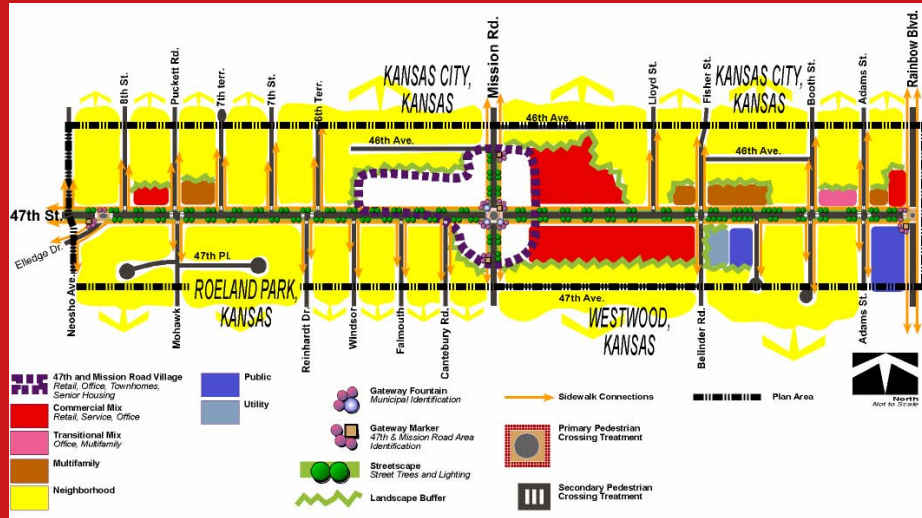 8th St.
Puckett Rd.
7th terr.
7th St.
6th Terr.
KANSAS CITY,
KANSAS
Mission Rd.
Lloyd St.
Fisher St.
KANSAS CITY,
KANSAS
Booth St.
Adams St.
Rainbow Blvd.
46th Ave.
46th Ave.
46th Ave.
47th St.
Elledge Dr.
47th Pl.
47th Ave.
Neosho Ave.
Mohawk
ROELAND PARK,
KANSAS
Reinhardt Dr.
Windsor
Falmouth
Cantebury Rd.
WESTWOOD,
KANSAS
Belinder Rd.
Adams St.
North
Not to Scale
47th and Mission Road Village
Retail, Office, Townhomes,
Senior Housing
Commercial Mix
Retail, Service, Office
Transitional Mix
Office, Multifamily
Multifamily
Neighborhood
Public
Utility
Gateway Fountain
Municipal Identification
Gateway Marker
47th & Mission Road Area
Identification
Streetscape
Street Trees and Lighting
Landscape Buffer
Sidewalk Connections
Primary Pedestrian
Crossing Treatment
Secondary Pedestrian
Crossing Treatment
Plan Area